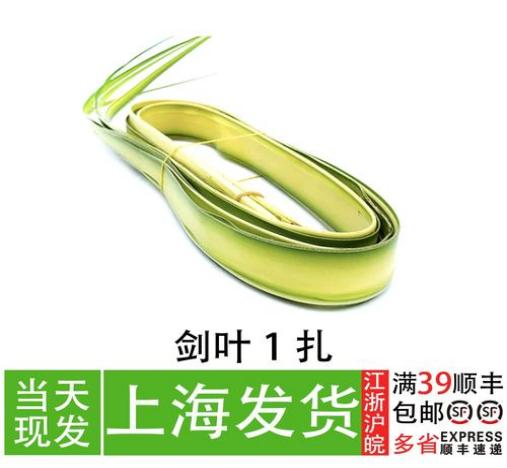 剑叶 1 扎
当天
现发
上海发货
江浙沪皖
满39顺丰
包邮 SF SF
多省 EXPRESS
顺丰速递